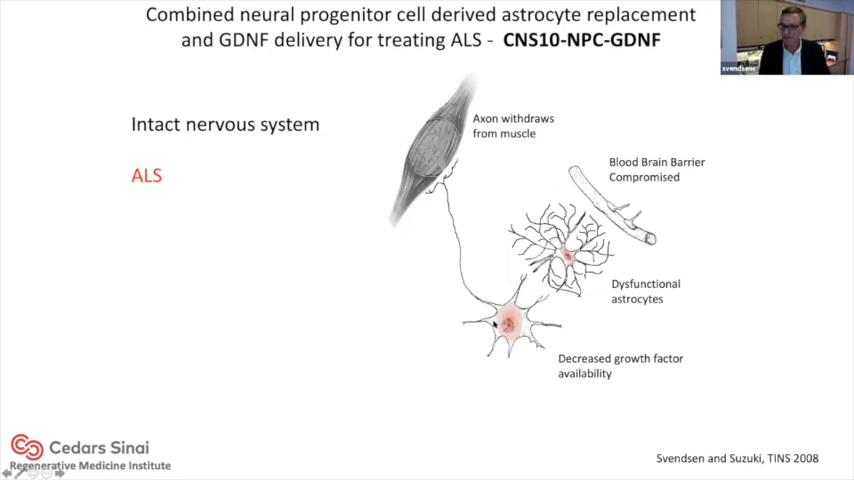 Combined neural progenitor cell derived astrocyte replacement
and GDNF delivery for treating ALS - CNS10-NPC-GDNF
svendsenc
Intact nervous system
Axon withdraws
from muscle
Blood Brain Barrier
Compromised
ALS
Dysfunctional
astrocytes
Decreased growth factor
availability
Cedars Sinai
Regenerative Medicine Institute
Svendsen and Suzuki, TINS 2008